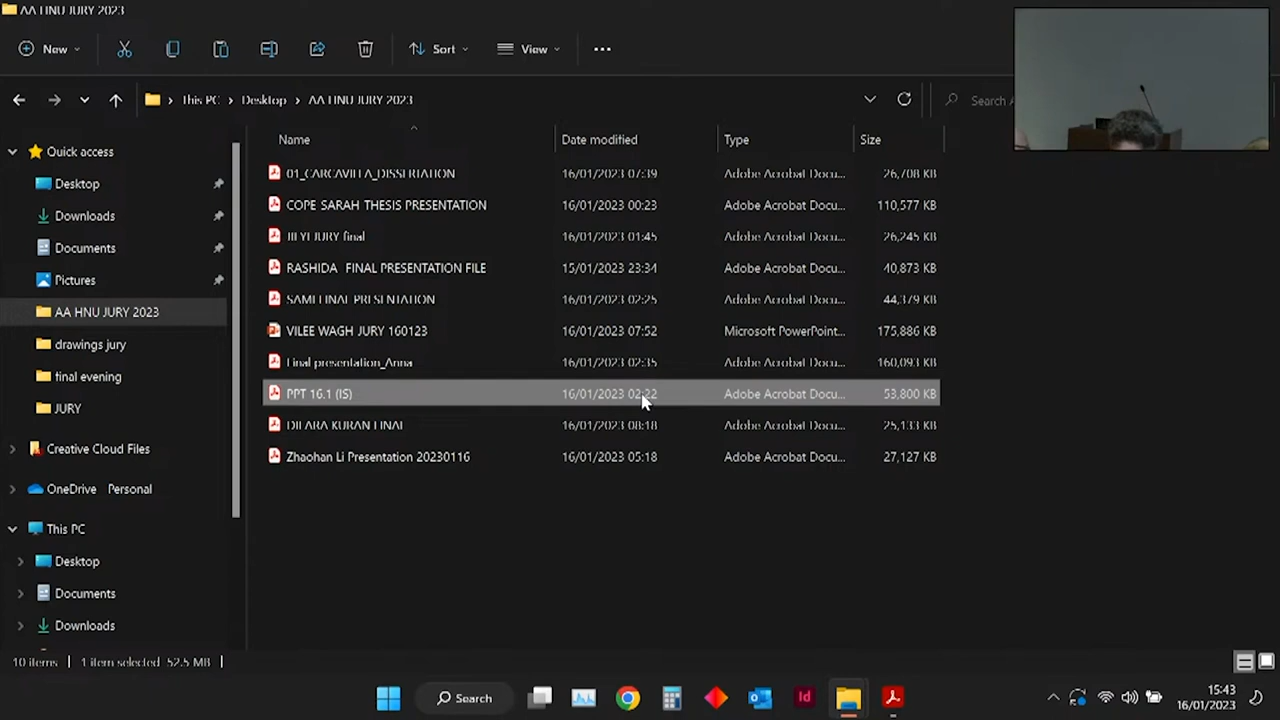 AA HNU JURY 2023
New
Sort
View
This PC > Desktop > AA HNU JURY 2023
Search
Name
Date modified
Type
Size
Quick access
Desktop
Downloads
Documents
Pictures
AA HNU JURY 2023
drawings jury
final evening
JURY
Creative Cloud Files
OneDrive Personal
This PC
Desktop
Documents
Downloads
01_CARCAVILLA_DISSERTATION 16/01/2023 07:39 Adobe Acrobat Docu... 26,708 KB
COPE SARAH THESIS PRESENTATION 16/01/2023 00:23 Adobe Acrobat Docu... 110,577 KB
JURY final 16/01/2023 01:45 Adobe Acrobat Docu... 26,245 KB
RASHIDA FINAL PRESENTATION FILE 15/01/2023 23:34 Adobe Acrobat Docu... 40,873 KB
SAMI FINAL PRESENTATION 16/01/2023 02:25 Adobe Acrobat Docu... 44,379 KB
VILEE WAGH JURY 160123 16/01/2023 07:52 Microsoft PowerPoint... 175,886 KB
Final presentation_Anna 16/01/2023 02:35 Adobe Acrobat Docu... 160,093 KB
PPT 16.1 (IS) 16/01/2023 02:22 Adobe Acrobat Docu... 53,800 KB
DILARA KURAN FINAL 16/01/2023 08:18 Adobe Acrobat Docu... 25,133 KB
Zhaohan Li Presentation 20230116 16/01/2023 05:18 Adobe Acrobat Docu... 27,127 KB
10 items 1 item selected 52.5 MB
Search
Id
15:43
16/01/2023